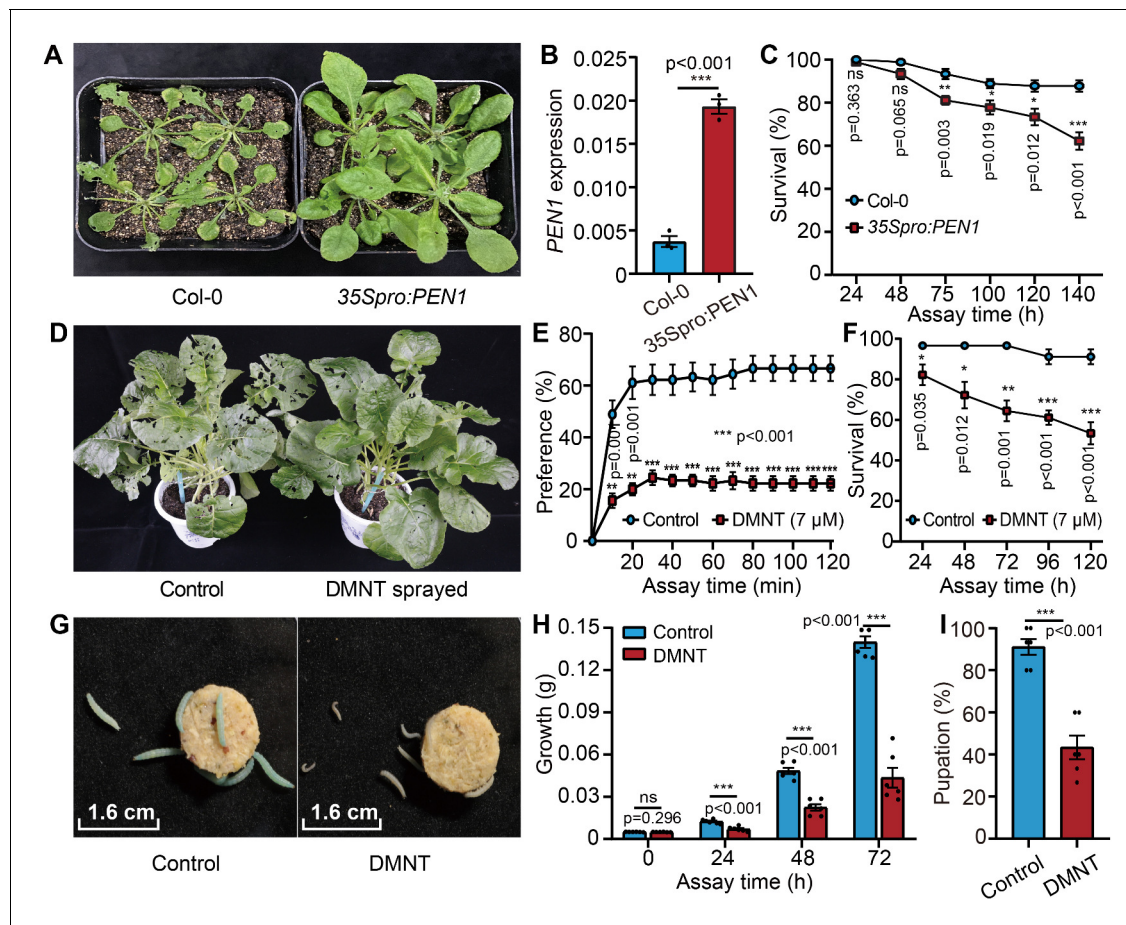 A
Col-0
35Spro:PEN1
B
PEN1 expression
0.025
0.020
0.015
0.010
0.005
0
p<0.001
***
Col-0
35Spro:PEN1
C
Survival (%)
100
80
60
40
20
0
ns
p=0.363
ns
p=0.065
**
p=0.003
*
p=0.019
*
p=0.012
***
p<0.001
Col-0
35Spro:PEN1
24 48 75 100 120 140
Assay time (h)
D
Control
DMNT sprayed
E
Preference (%)
80
60
40
20
0
p=0.001
p=0.001
*** p<0.001
** ** *** *** *** *** *** *** *** *** *** ***
Control
DMNT (7 µM)
20 40 60 80 100 120
Assay time (min)
F
Survival (%)
100
80
60
40
20
0
*
p=0.035
*
p=0.012
**
p=0.001
***
p<0.001
***
p<0.001
Control
DMNT (7 µM)
24 48 72 96 120
Assay time (h)
G
1.6 cm
1.6 cm
Control
DMNT
H
Growth (g)
0.15
0.12
0.09
0.06
0.03
0
Control
DMNT
ns
p=0.296
***
p<0.001
***
p<0.001
p<0.001 ***
0 24 48 72
Assay time (h)
I
Pupation (%)
100
80
60
40
20
0
***
p<0.001
Control
DMNT